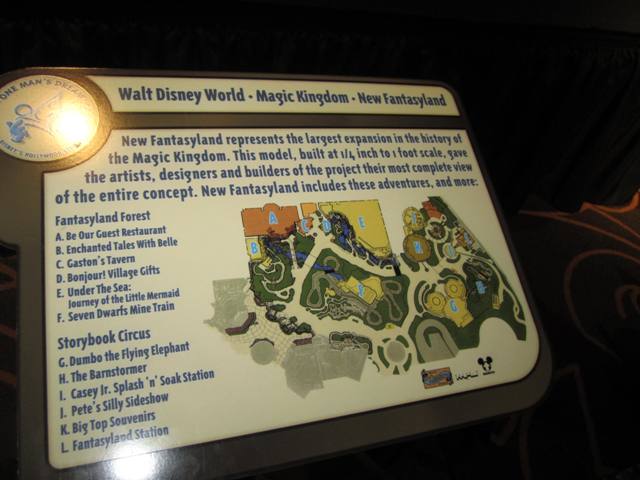 ONE MAN'S DREAM
Walt Disney World • Magic Kingdom • New Fantasyland
New Fantasyland represents the largest expansion in the history
the Magic Kingdom. This model, built at 1/4 inch to 1 foot scale, gave
the artists, designers and builders of the project their most complete view
of the entire concept. New Fantasyland includes these adventures, and more:
Fantasyland Forest
A. Be Our Guest Restaurant
B. Enchanted Tales With Belle
C. Gaston's Tavern
D. Bonjour! Village Gifts
E. Under The Sea:
Journey of the Little Mermaid
F. Seven Dwarfs Mine Train
Storybook Circus
G. Dumbo the Flying Elephant
H. The Barnstormer
I. Casey Jr. Splash 'n' Soak Station
J. Pete's Silly Sideshow
K. Big Top Souvenirs
L. Fantasyland Station
A
B
C
D
E
G